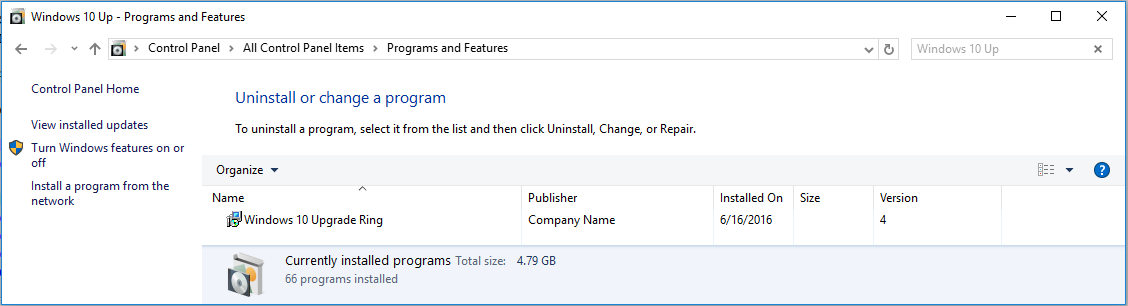 Windows 10 Up - Programs and Features
Control Panel All Control Panel Items Programs and Features
Windows 10 Up
Control Panel Home
View installed updates
Turn Windows features on or
off
Install a program from the
network
Uninstall or change a program
To uninstall a program, select it from the list and then click Uninstall, Change, or Repair.
Organize
?
Name Publisher Installed On Size Version
Windows 10 Upgrade Ring Company Name 6/16/2016 4
Currently installed programs Total size: 4.79 GB
66 programs installed